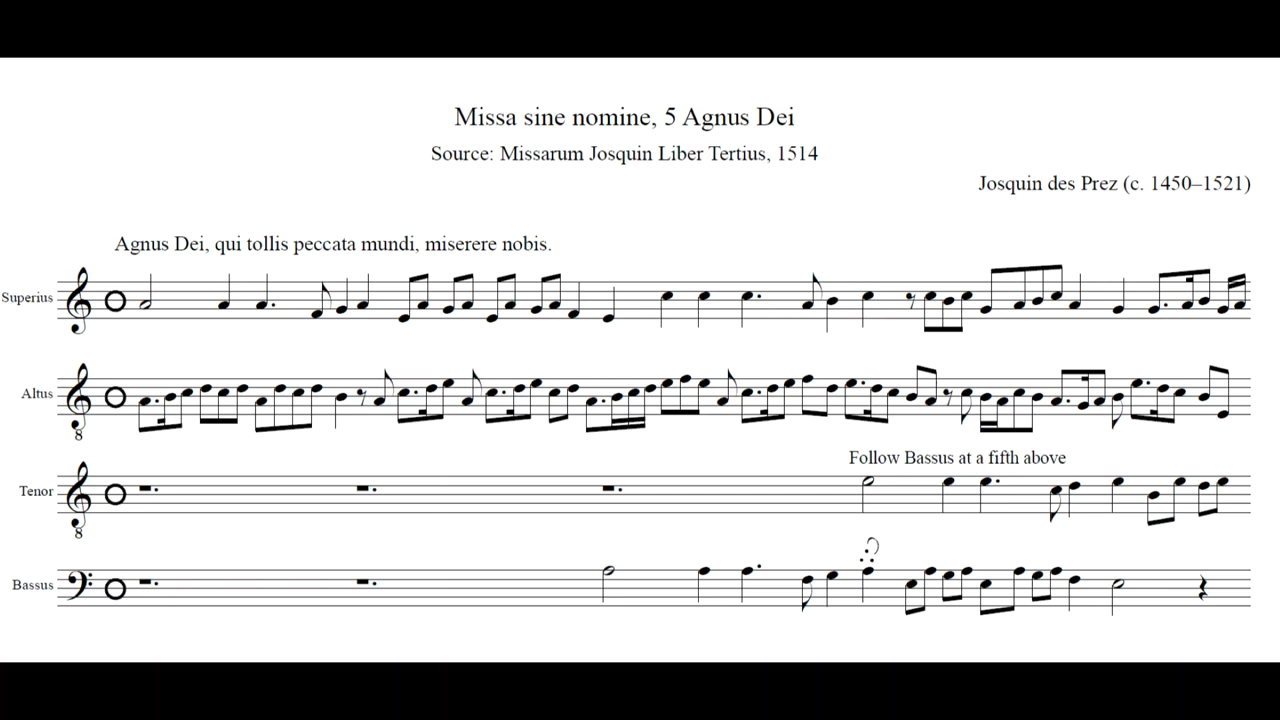 Missa sine nomine, 5 Agnus Dei
Source: Missarum Josquin Liber Tertius, 1514
Josquin des Prez (c. 1450–1521)
Agnus Dei, qui tollis peccata mundi, miserere nobis.
Superius
Altus
8
Follow Bassus at a fifth above
Tenor
8
Bassus